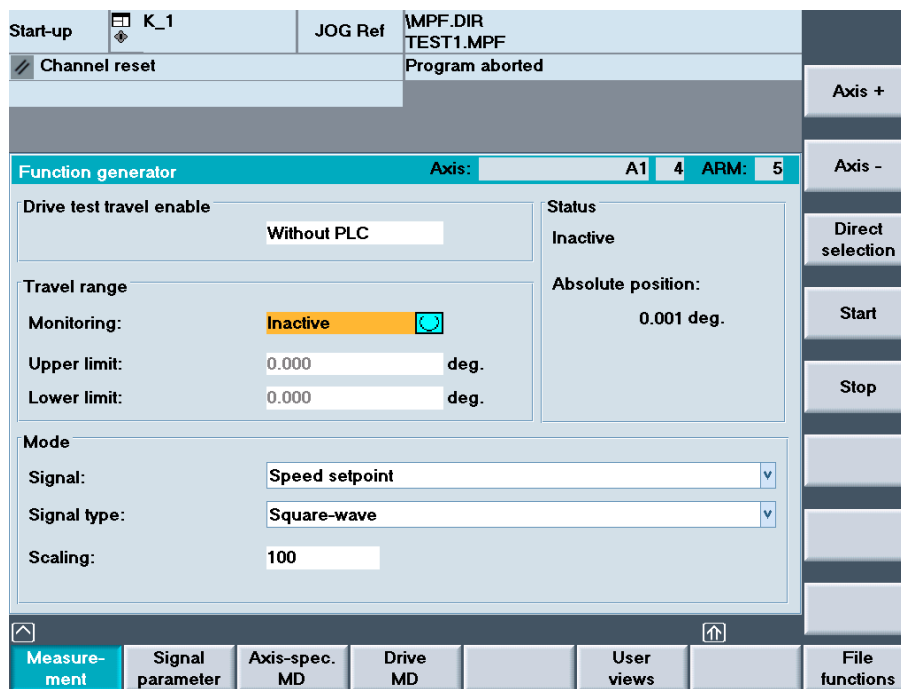 Start-up K_1 JOG Ref \MPF.DIR
TEST1.MPF
Channel reset Program aborted
Axis +
Function generator Axis: A1 4 ARM: 5
Axis -
Drive test travel enable
Without PLC
Status
Inactive
Absolute position:
0.001 deg.
Direct
selection
Travel range
Monitoring: Inactive
Upper limit: 0.000 deg.
Lower limit: 0.000 deg.
Start
Stop
Mode
Signal: Speed setpoint
Signal type: Square-wave
Scaling: 100
Measure-
ment
Signal
parameter
Axis-spec.
MD
Drive
MD
User
views
File
functions